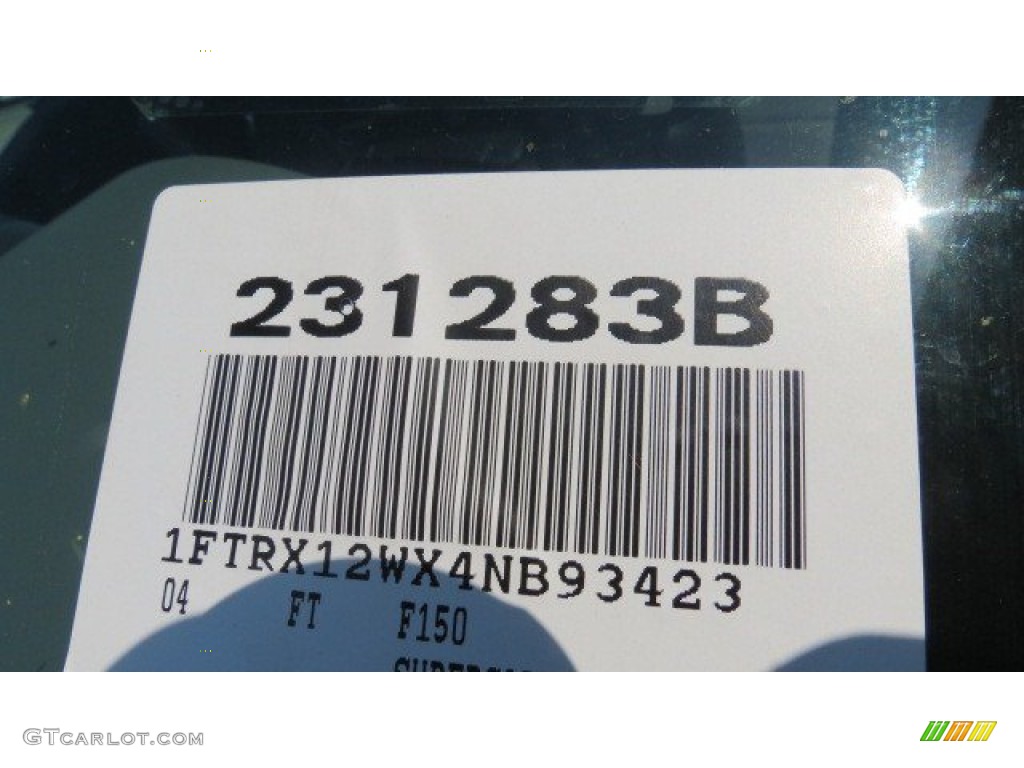 231283B
1FTRX12WX4NB93423
04 FT F150
GTCARLOT.COM